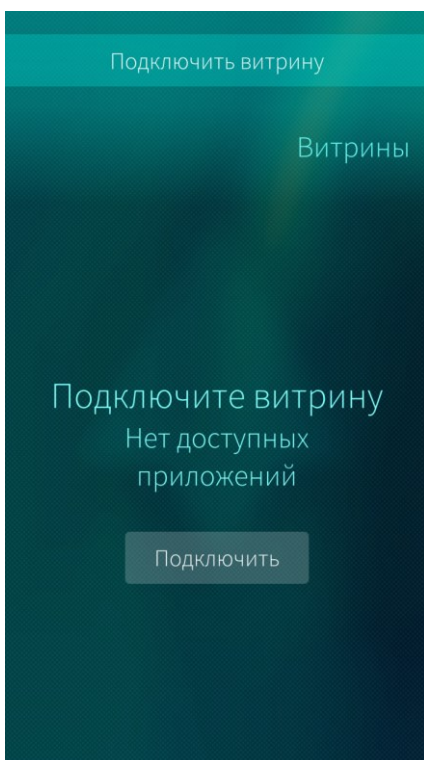 Подключить витрину
Витрины
Подключите витрину
Нет доступных
приложений
Подключить